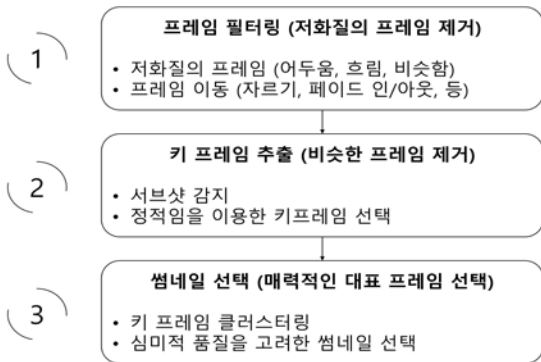 1
프레임 필터링 (저화질의 프레임 제거)
• 저화질의 프레임 (어두움, 흐림, 비슷함)
• 프레임 이동 (자르기, 페이드 인/아웃, 등)
2
키 프레임 추출 (비슷한 프레임 제거)
• 서브샷 감지
• 정적임을 이용한 키프레임 선택
3
썸네일 선택 (매력적인 대표 프레임 선택)
• 키 프레임 클러스터링
• 심미적 품질을 고려한 썸네일 선택